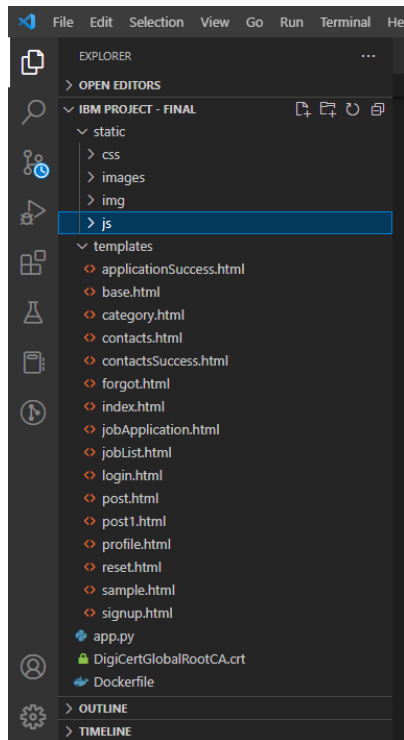 File Edit Selection View Go Run Terminal He
EXPLORER
OPEN EDITORS
IBM PROJECT - FINAL
static
css
images
img
js
templates
applicationSuccess.html
base.html
category.html
contacts.html
contactsSuccess.html
forgot.html
index.html
jobApplication.html
jobList.html
login.html
post.html
post1.html
profile.html
reset.html
sample.html
signup.html
app.py
DigiCertGlobalRootCA.crt
Dockerfile
OUTLINE
TIMELINE